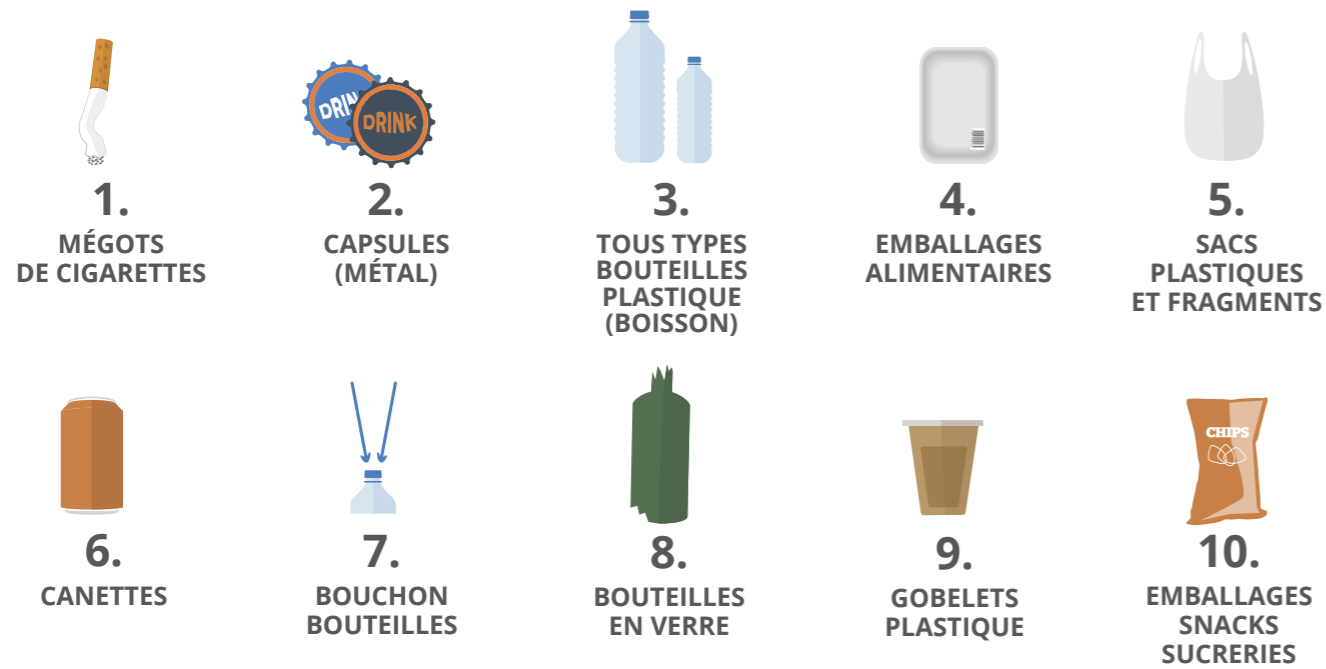 DRIN
DRINK
1.
MÉGOTS
DE CIGARETTES
2.
CAPSULES
(MÉTAL)
3.
TOUS TYPES
BOUTEILLES
PLASTIQUE
(BOISSON)
4.
EMBALLAGES
ALIMENTAIRES
5.
SACS
PLASTIQUES
ET FRAGMENTS
6.
CANETTES
7.
BOUCHON
BOUTEILLES
8.
BOUTEILLES
EN VERRE
9.
GOBELETS
PLASTIQUE
CHIPS
10.
EMBALLAGES
SNACKS
SUCRERIES